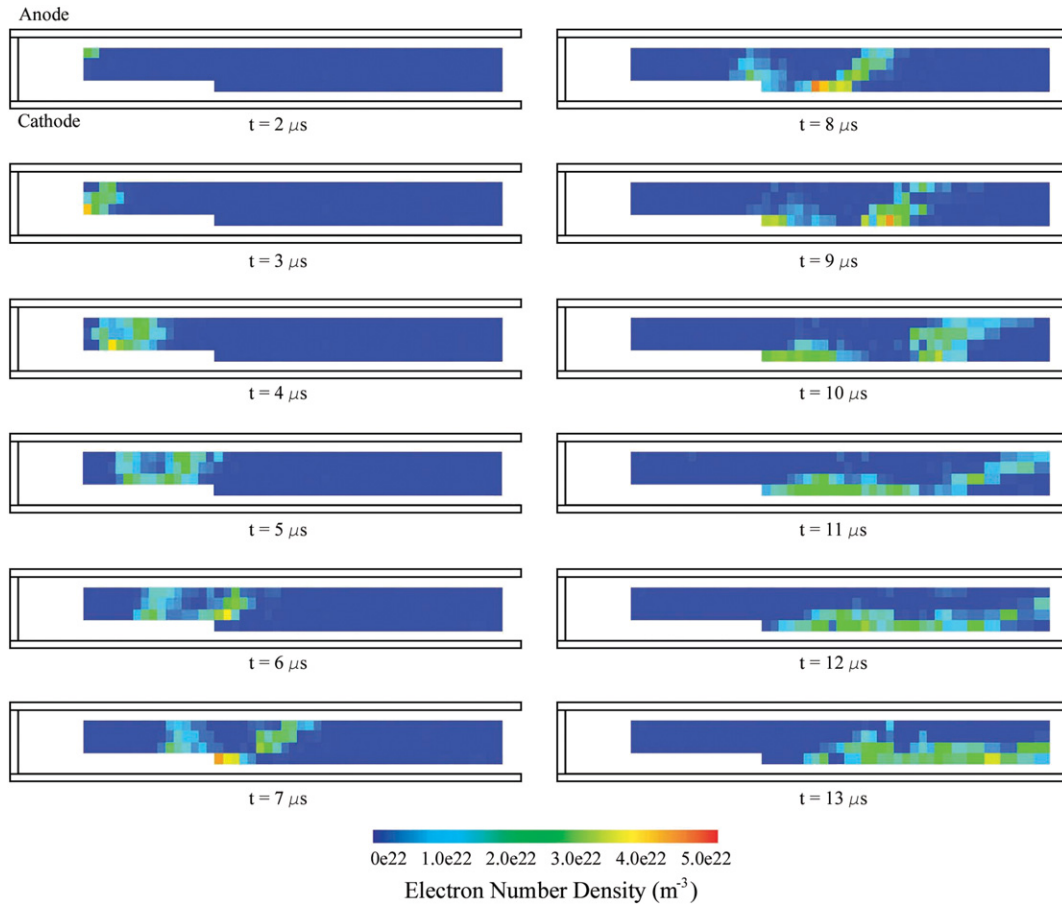 Anode
Cathode
t = 2 μs
t = 3 μs
t = 4 μs
t = 5 μs
t = 6 μs
t = 7 μs
t = 8 μs
t = 9 μs
t = 10 μs
t = 11 μs
t = 12 μs
t = 13 μs
0e22 1.0e22 2.0e22 3.0e22 4.0e22 5.0e22
Electron Number Density (m⁻³)